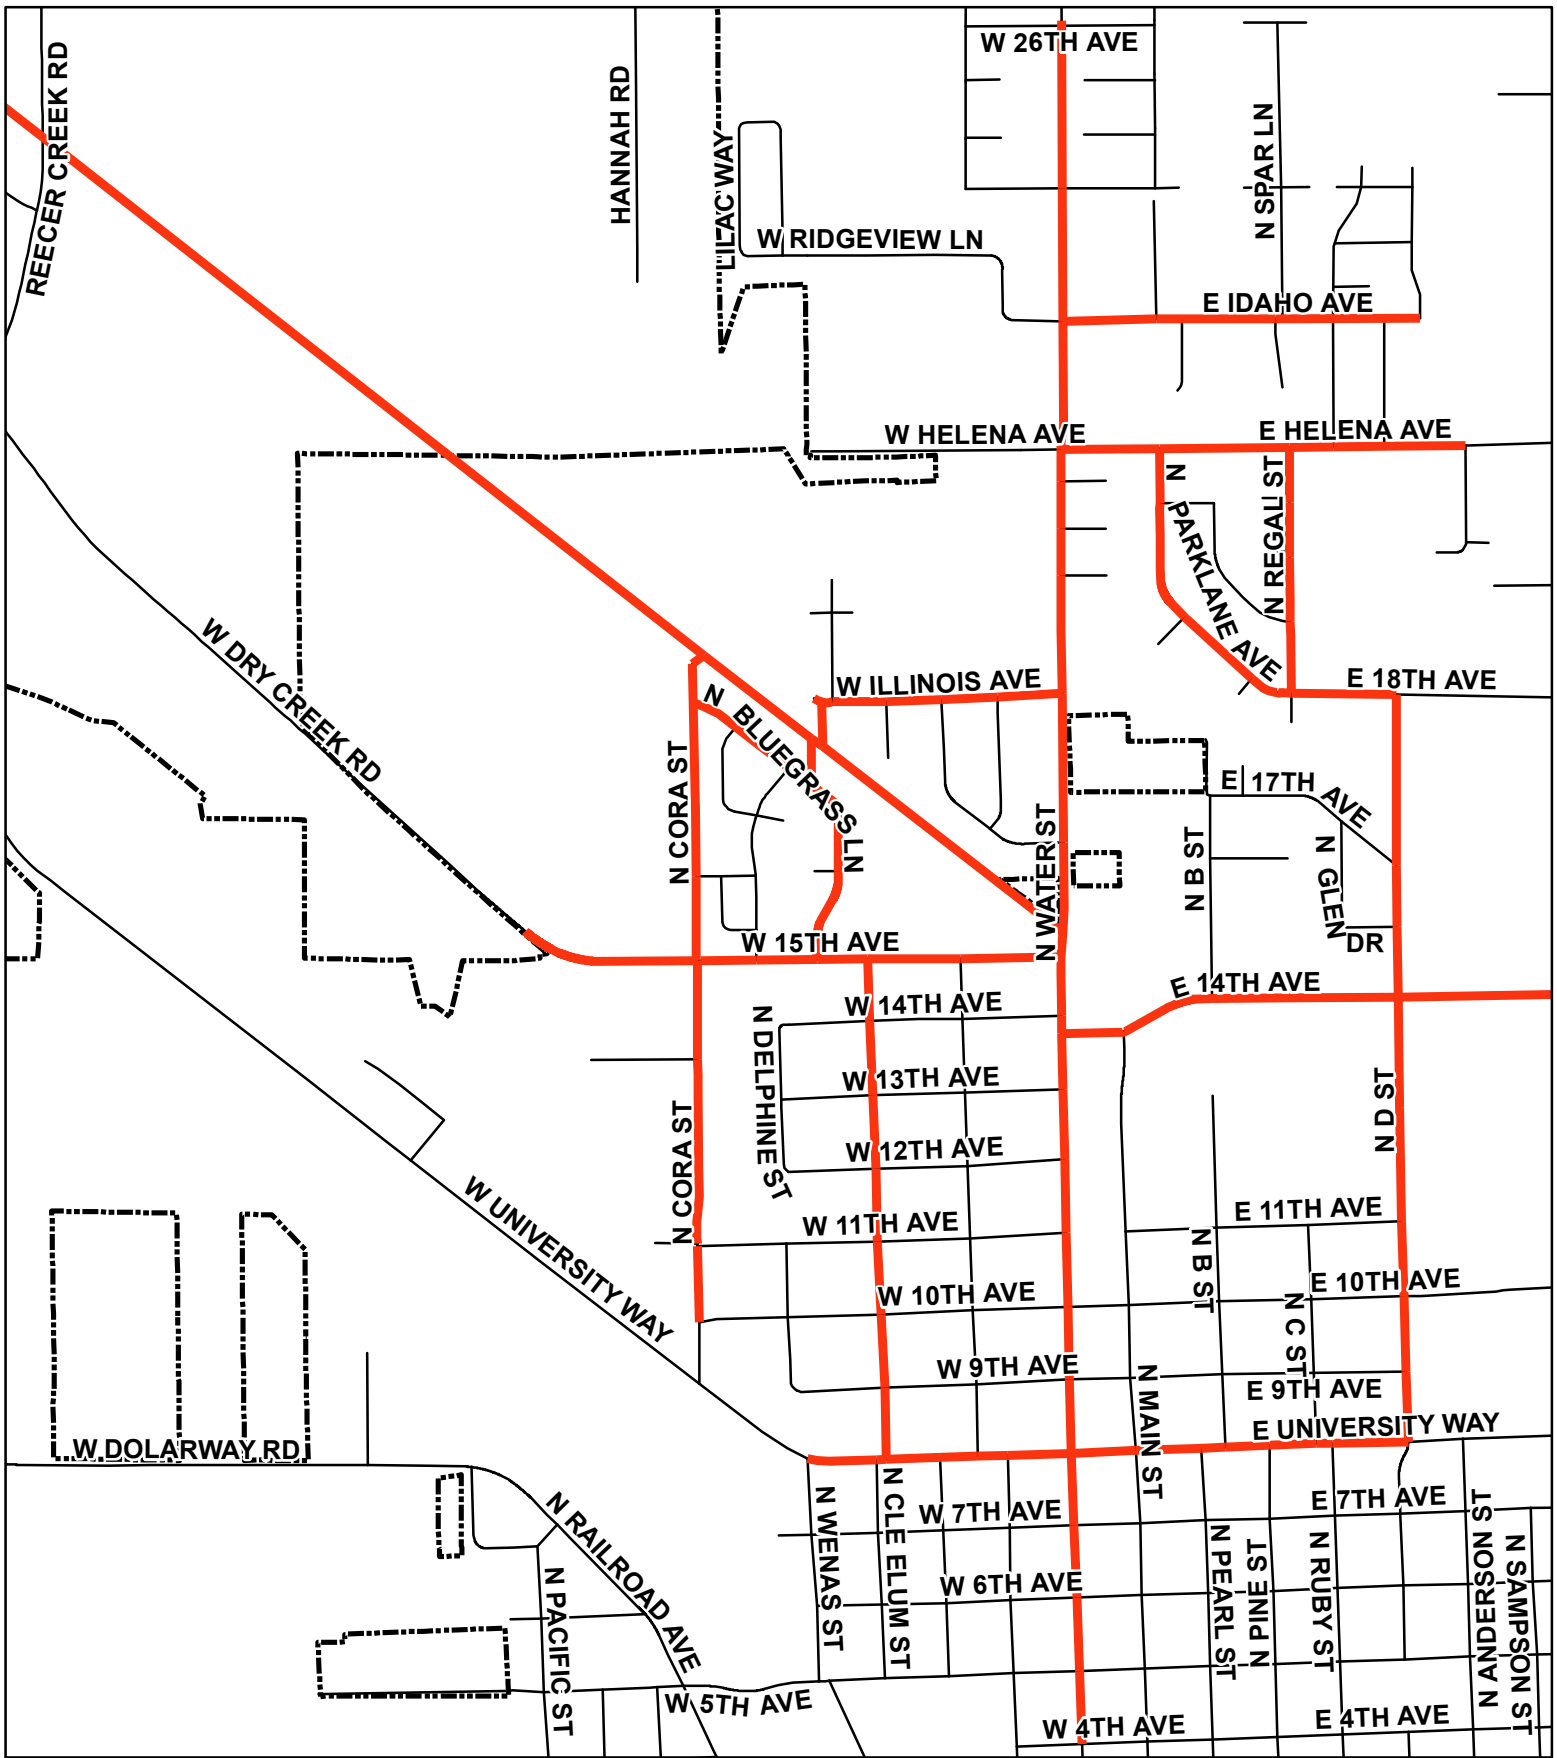 W 26TH AVE
REECER CREEK RD
HANNAH RD
LILAC WAY
N SPAR LN
W RIDGEVIEW LN
E IDAHO AVE
W HELENA AVE
E HELENA AVE
N PARKLANE AVE
N REGAL ST
W DRY CREEK RD
W ILLINOIS AVE
E 18TH AVE
N BLUEGRASS LN
N CORA ST
E 17TH AVE
N WATER ST
N B ST
N GLEN DR
W 15TH AVE
E 14TH AVE
W 14TH AVE
N DELPHINE ST
W 13TH AVE
N D ST
N CORA ST
W 12TH AVE
W UNIVERSITY WAY
W 11TH AVE
E 11TH AVE
N B ST
W 10TH AVE
E 10TH AVE
N C ST
W 9TH AVE
N MAIN ST
E 9TH AVE
E UNIVERSITY WAY
W DOLARWAY RD
N RAILROAD AVE
N WENAS ST
N CLE ELUM ST
W 7TH AVE
E 7TH AVE
N PEARL ST
N PINE ST
N RUBY ST
N ANDERSON ST
N SAMPSON ST
W 6TH AVE
N PACIFIC ST
W 5TH AVE
W 4TH AVE
E 4TH AVE